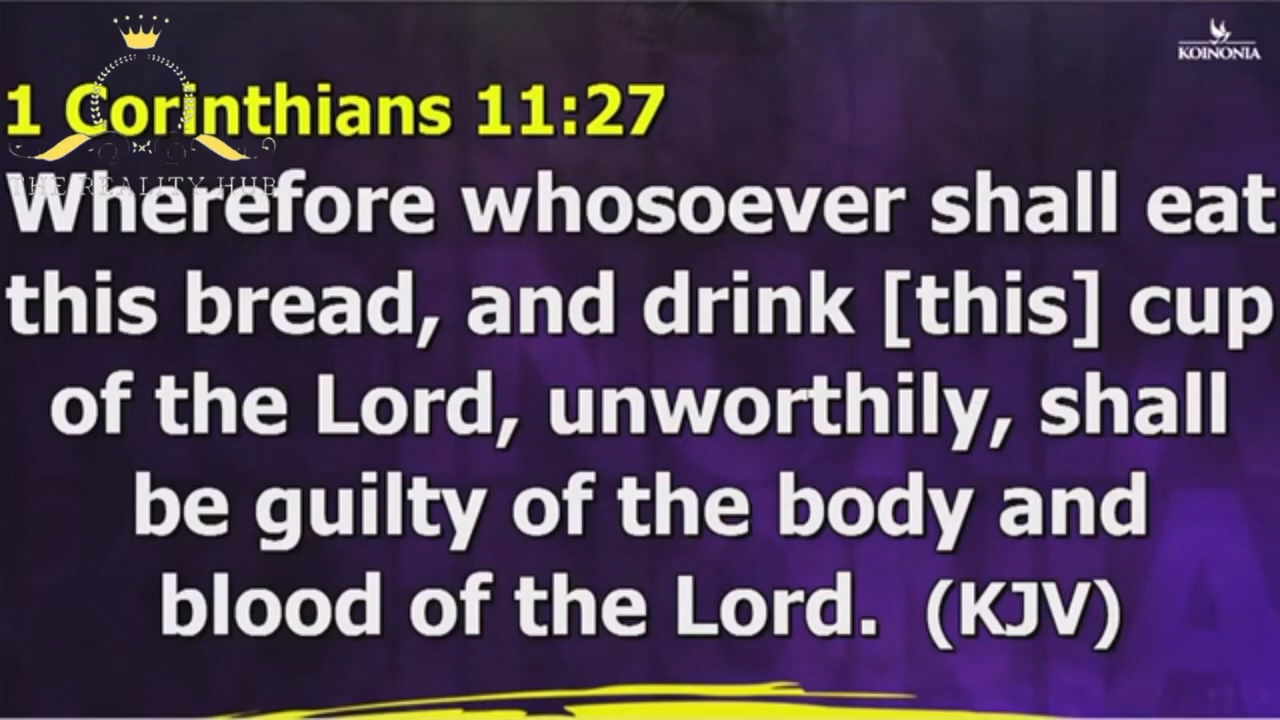 KOINONIA
1 Corinthians 11:27
THE REALITY HUB
Wherefore whosoever shall eat
this bread, and drink [this] cup
of the Lord, unworthily, shall
be guilty of the body and
blood of the Lord. (KJV)